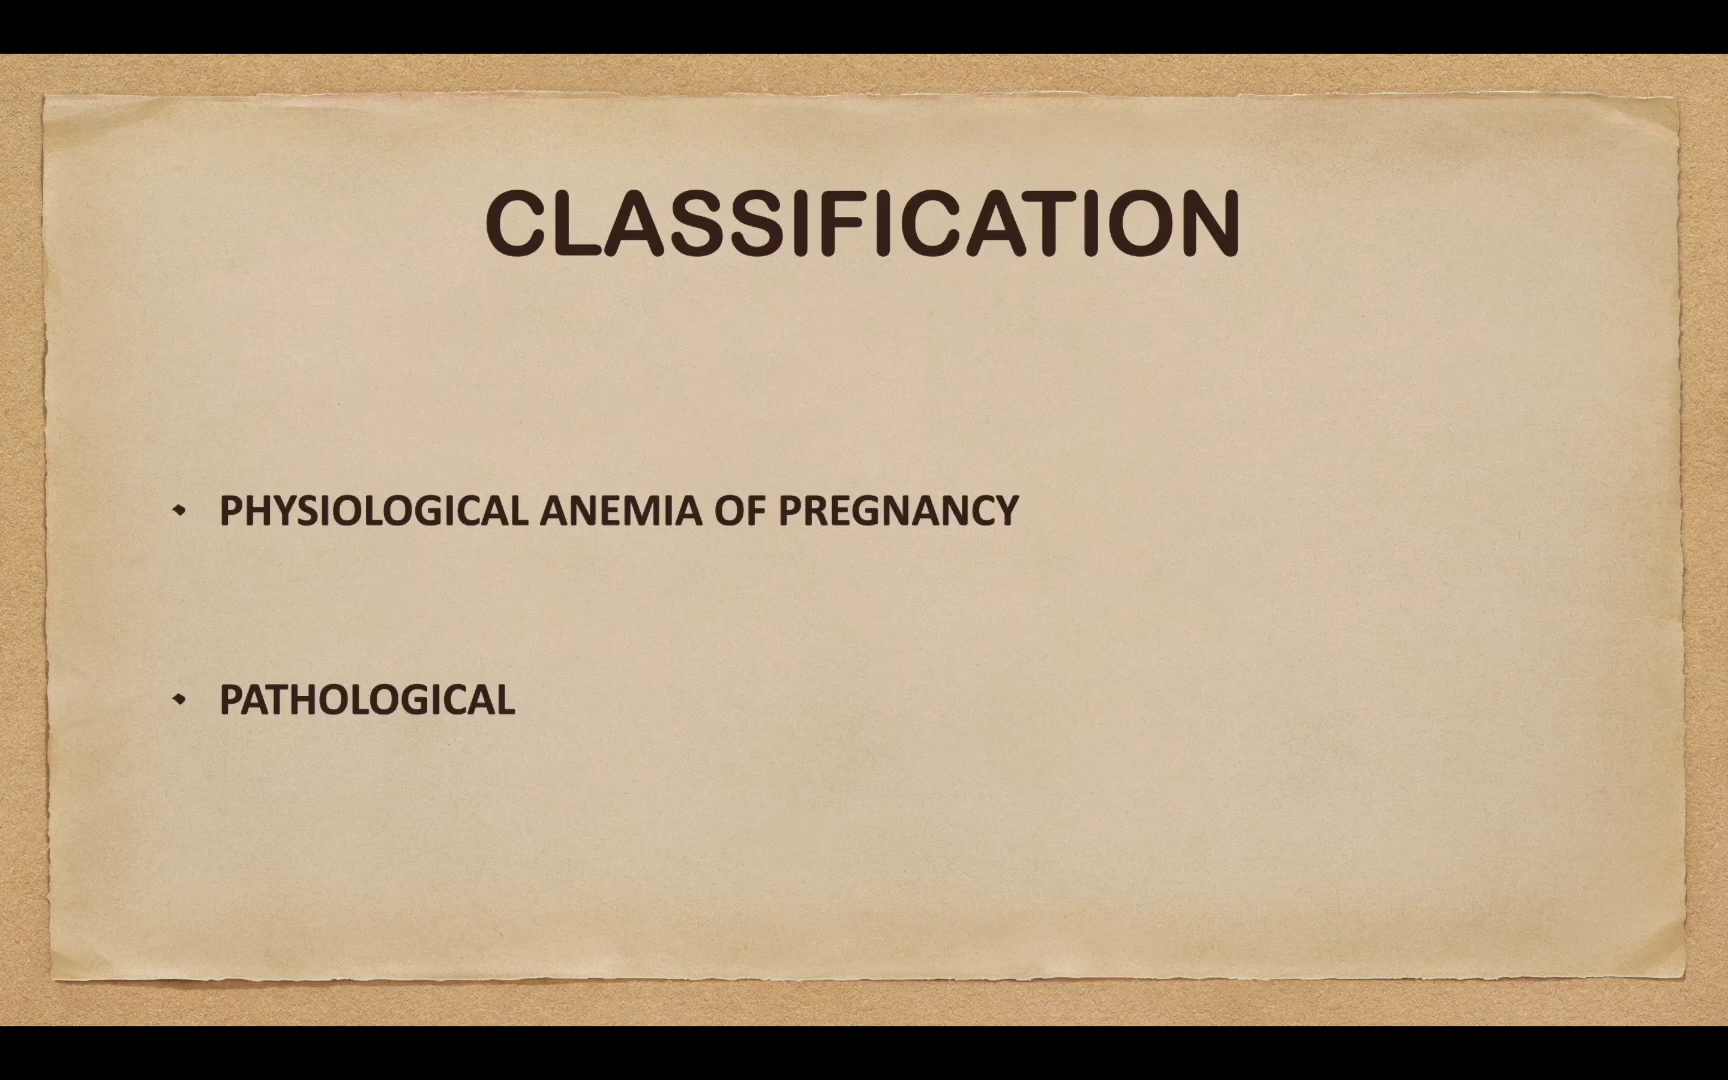 CLASSIFICATION
• PHYSIOLOGICAL ANEMIA OF PREGNANCY
• PATHOLOGICAL